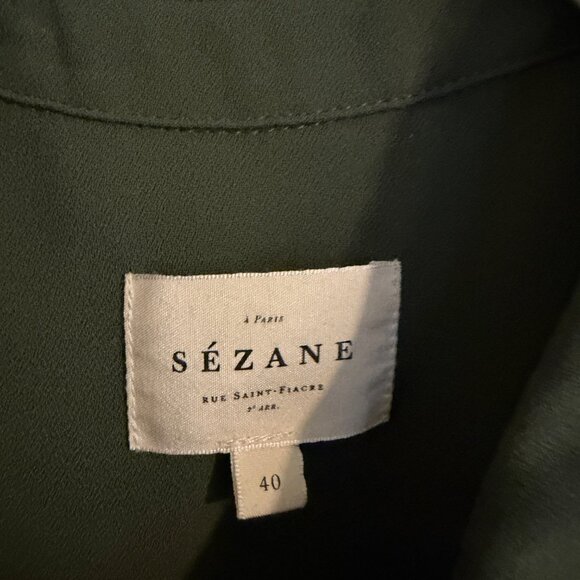 à Paris
SÉZANE
Rue Saint-Fiacre
2e Arr.
40